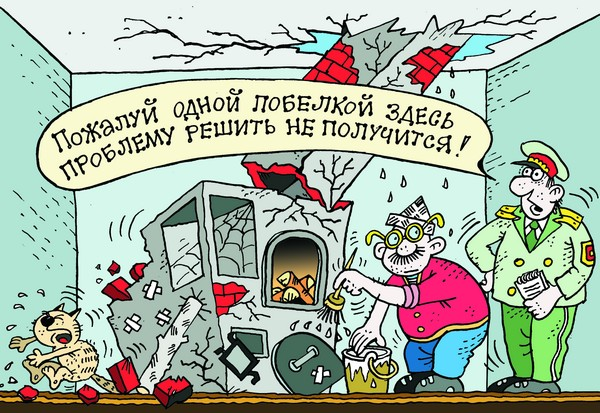 Пожалуй одной побелкой здесь
проблему решить не получится!